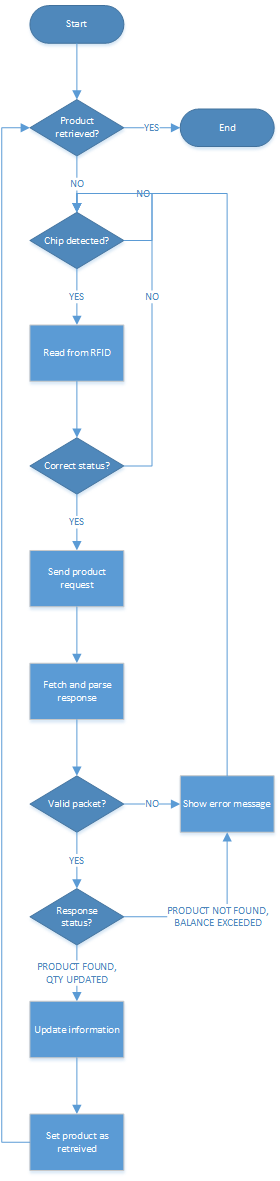 Start
Product
retrieved?
YES
End
NO
NO
Chip detected?
YES
NO
Read from RFID
Correct status?
YES
Send product
request
Fetch and parse
response
Valid packet?
NO
Show error message
YES
Response
status?
PRODUCT NOT FOUND,
BALANCE EXCEEDED
PRODUCT FOUND,
QTY UPDATED
Update information
Set product as
retreived